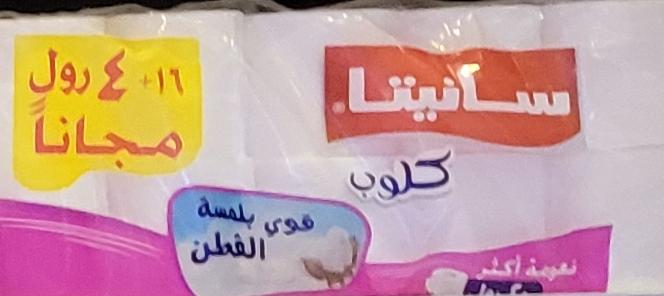 ١٦+ ٤ رول
مجاناً
سانيتا
كلوب
قوي بلمسة
القطن
نعومة أكثر